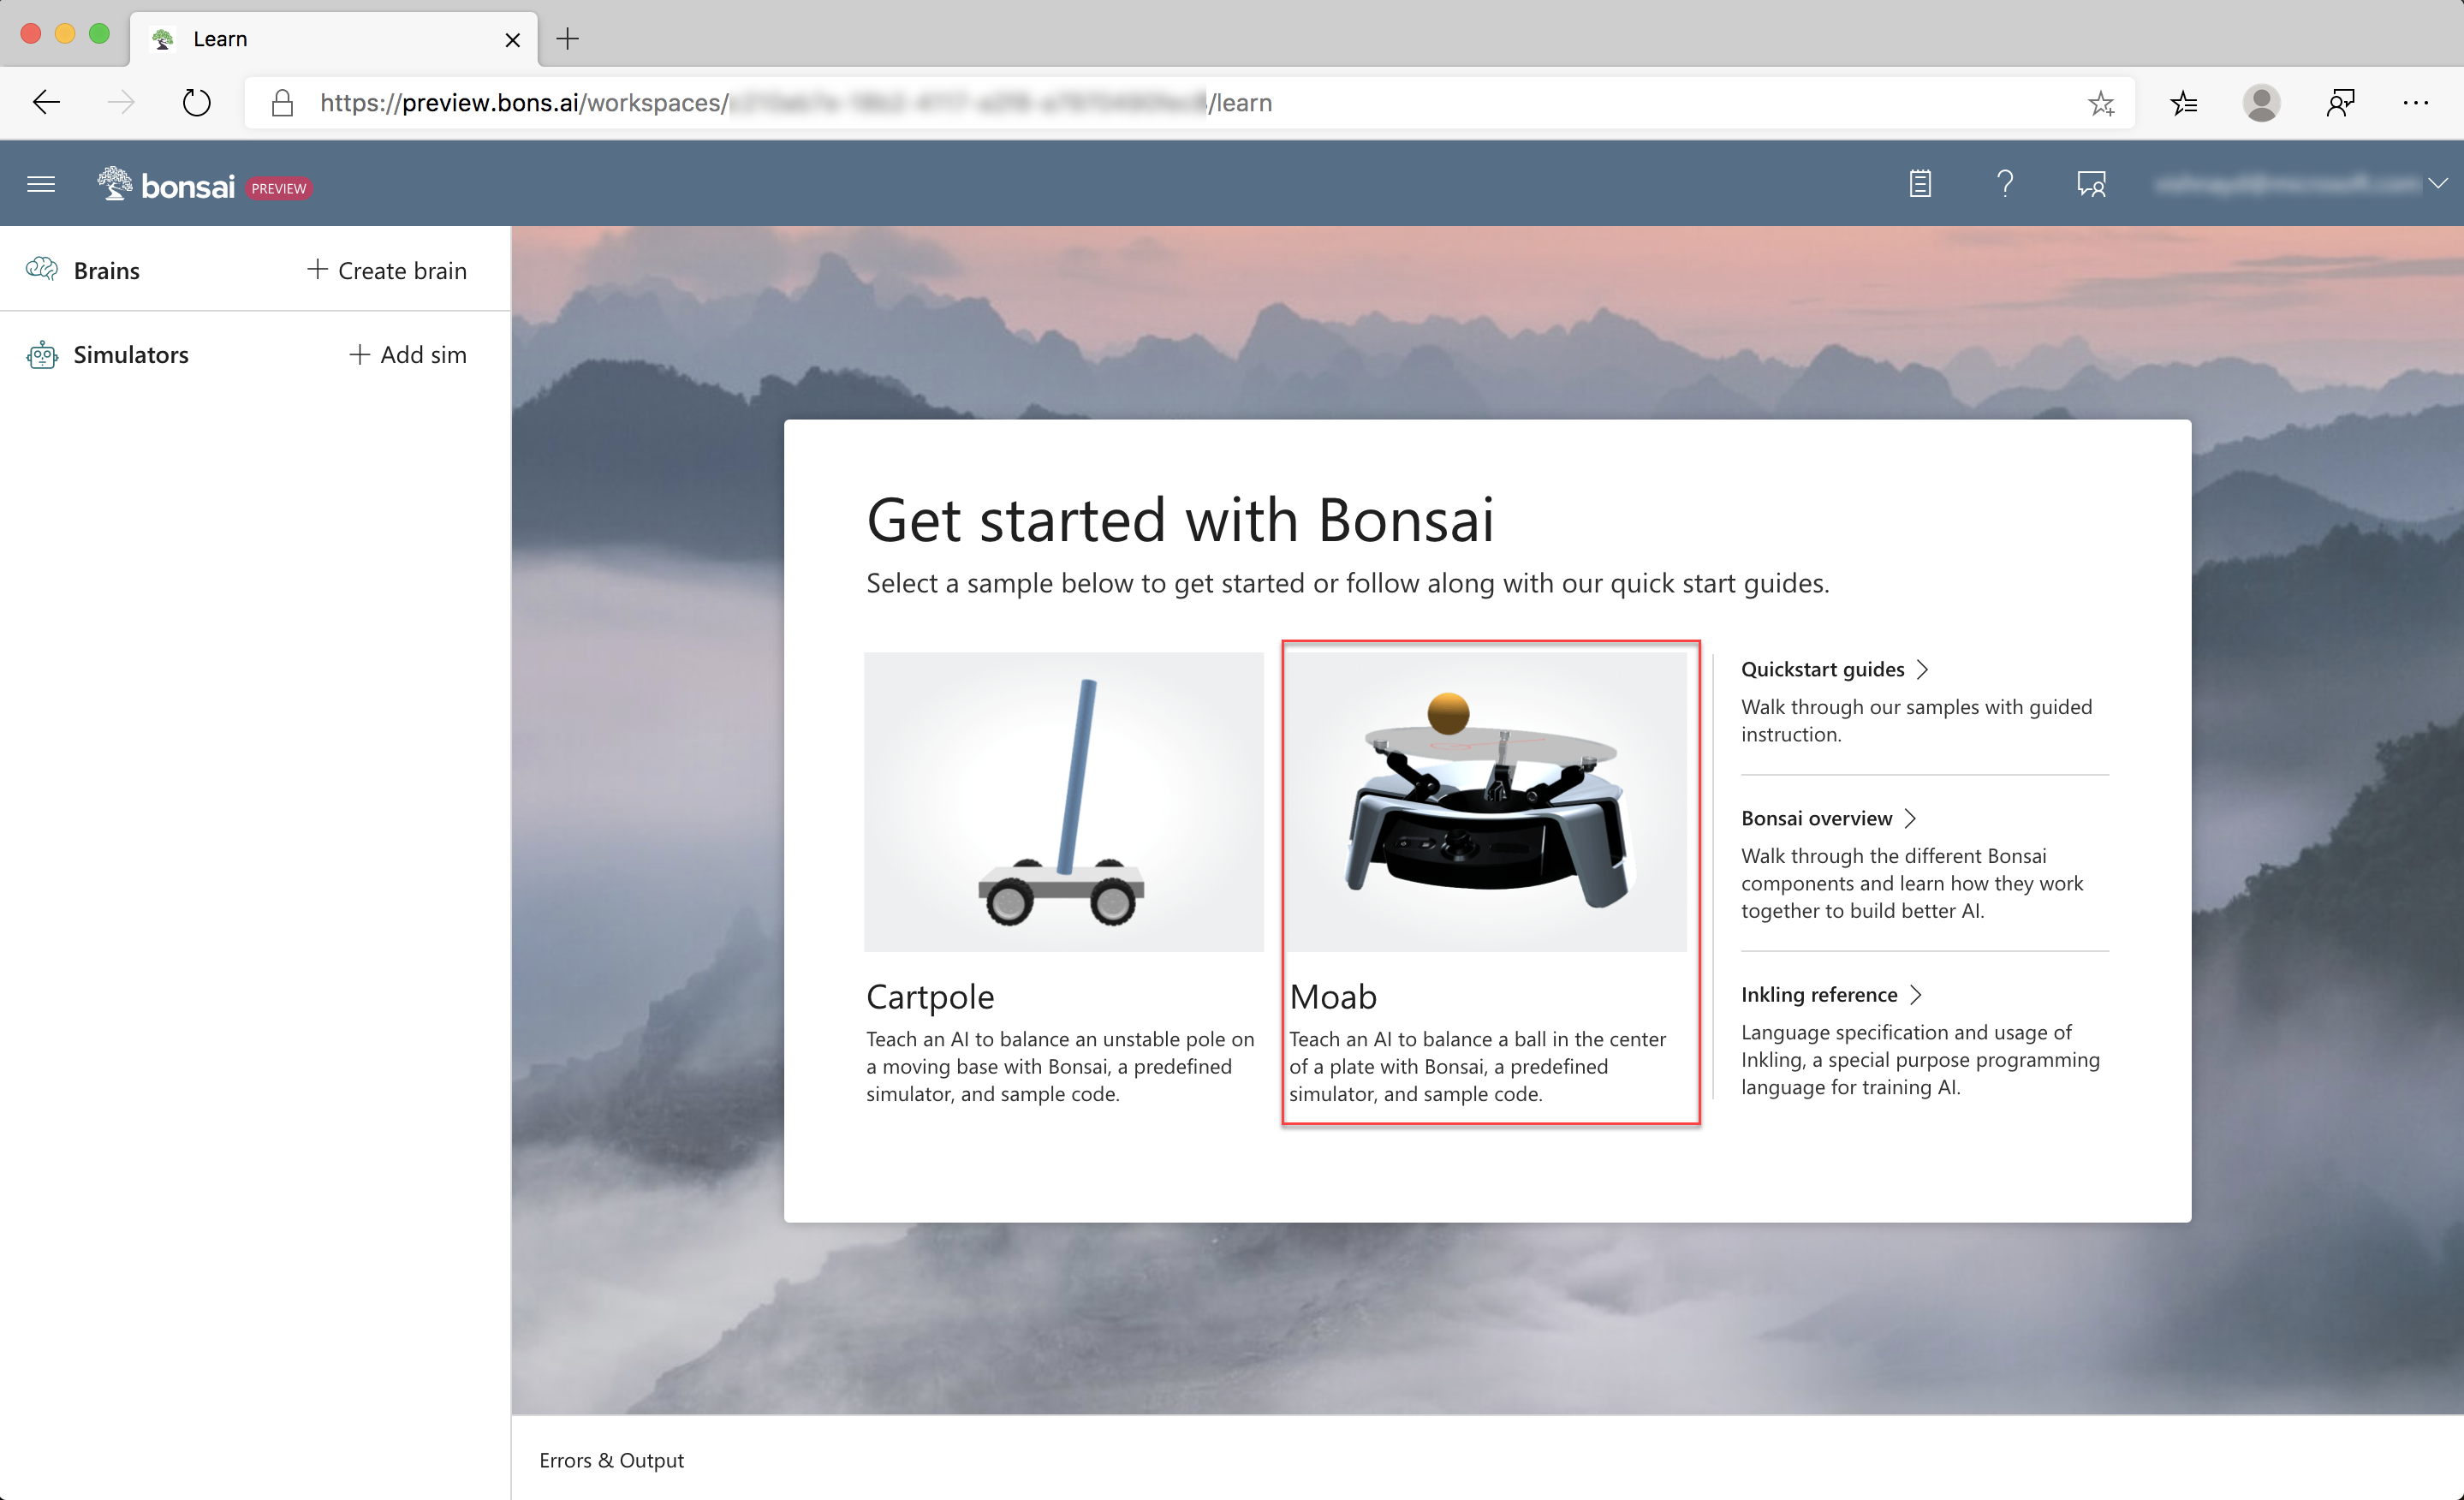 Learn
https://preview.bons.ai/workspaces/
/learn
bonsai PREVIEW
Brains
Create brain
Simulators
Add sim
Get started with Bonsai
Select a sample below to get started or follow along with our quick start guides.
Cartpole
Teach an AI to balance an unstable pole on
a moving base with Bonsai, a predefined
simulator, and sample code.
Moab
Teach an AI to balance a ball in the center
of a plate with Bonsai, a predefined
simulator, and sample code.
Quickstart guides
Walk through our samples with guided
instruction.
Bonsai overview
Walk through the different Bonsai
components and learn how they work
together to build better AI.
Inkling reference
Language specification and usage of
Inkling, a special purpose programming
language for training AI.
Errors & Output